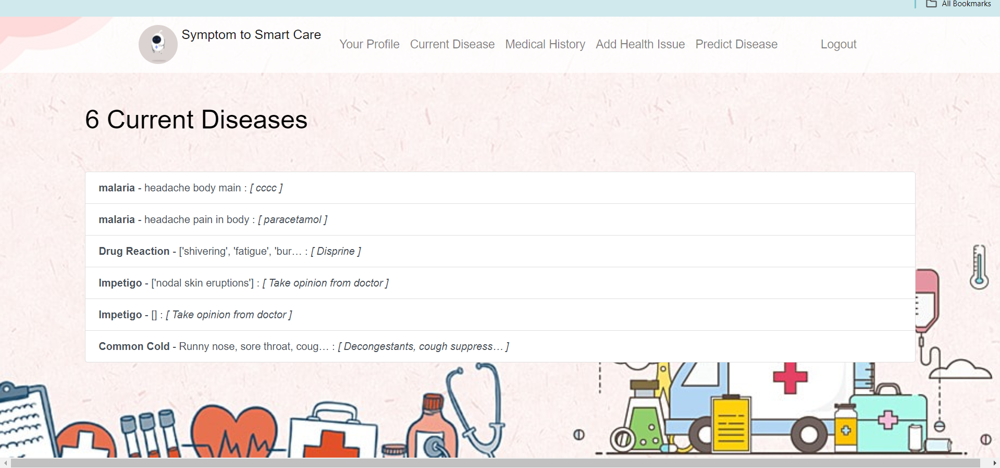 All Bookmarks
Symptom to Smart Care
Your Profile Current Disease Medical History Add Health Issue Predict Disease Logout
6 Current Diseases
malaria - headache body main : [ cccc ]
malaria - headache pain in body : [ paracetamol ]
Drug Reaction - ['shivering', 'fatigue', 'bur… : [ Disprine ]
Impetigo - ['nodal skin eruptions'] : [ Take opinion from doctor ]
Impetigo - [] : [ Take opinion from doctor ]
Common Cold - Runny nose, sore throat, coug… : [ Decongestants, cough suppress… ]